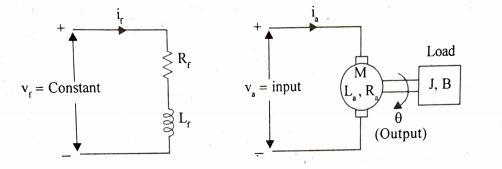 +
i_f
R_f
v_f = Constant
L_f
–
+
i_a
Load
M
v_a = input
L_a, R_a
J, B
θ
(Output)
–